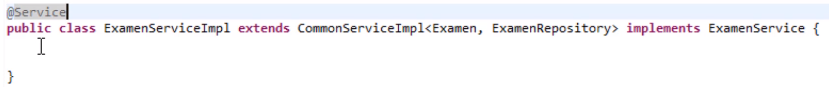 @Service
public class ExamenServiceImpl extends CommonServiceImpl<Examen, ExamenRepository> implements ExamenService {
}